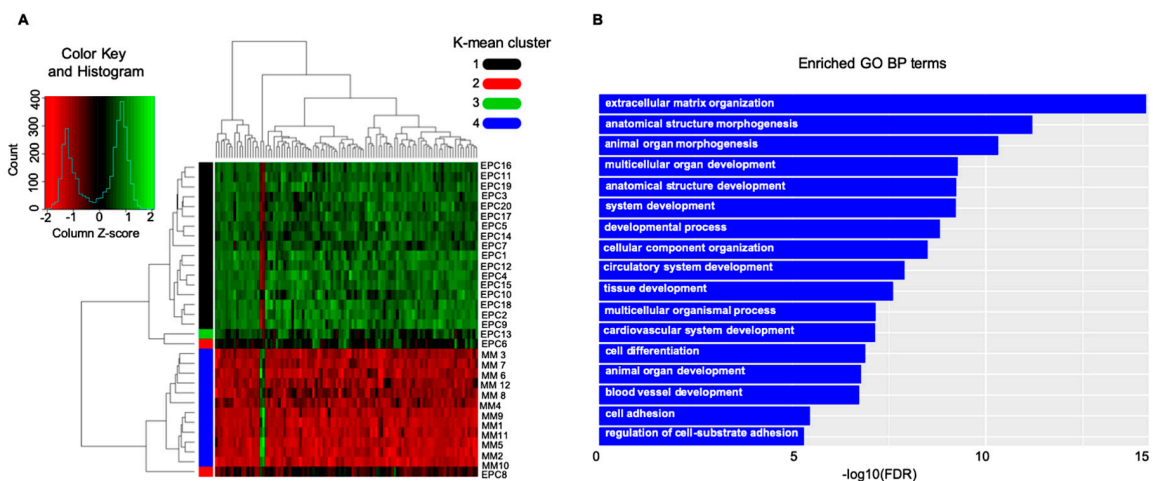 A
Color Key
and Histogram
Count
0 100 200 300 400
-2 -1 0 1 2
Column Z-score
K-mean cluster
1
2
3
4
EPC16
EPC11
EPC19
EPC3
EPC20
EPC17
EPC5
EPC14
EPC7
EPC1
EPC12
EPC4
EPC15
EPC10
EPC18
EPC2
EPC9
EPC13
EPC6
MM 3
MM 7
MM 6
MM 12
MM 8
MM4
MM9
MM1
MM11
MM5
MM2
MM10
EPC8
B
Enriched GO BP terms
extracellular matrix organization
anatomical structure morphogenesis
animal organ morphogenesis
multicellular organ development
anatomical structure development
system development
developmental process
cellular component organization
circulatory system development
tissue development
multicellular organismal process
cardiovascular system development
cell differentiation
animal organ development
blood vessel development
cell adhesion
regulation of cell-substrate adhesion
0 5 10 15
-log10(FDR)